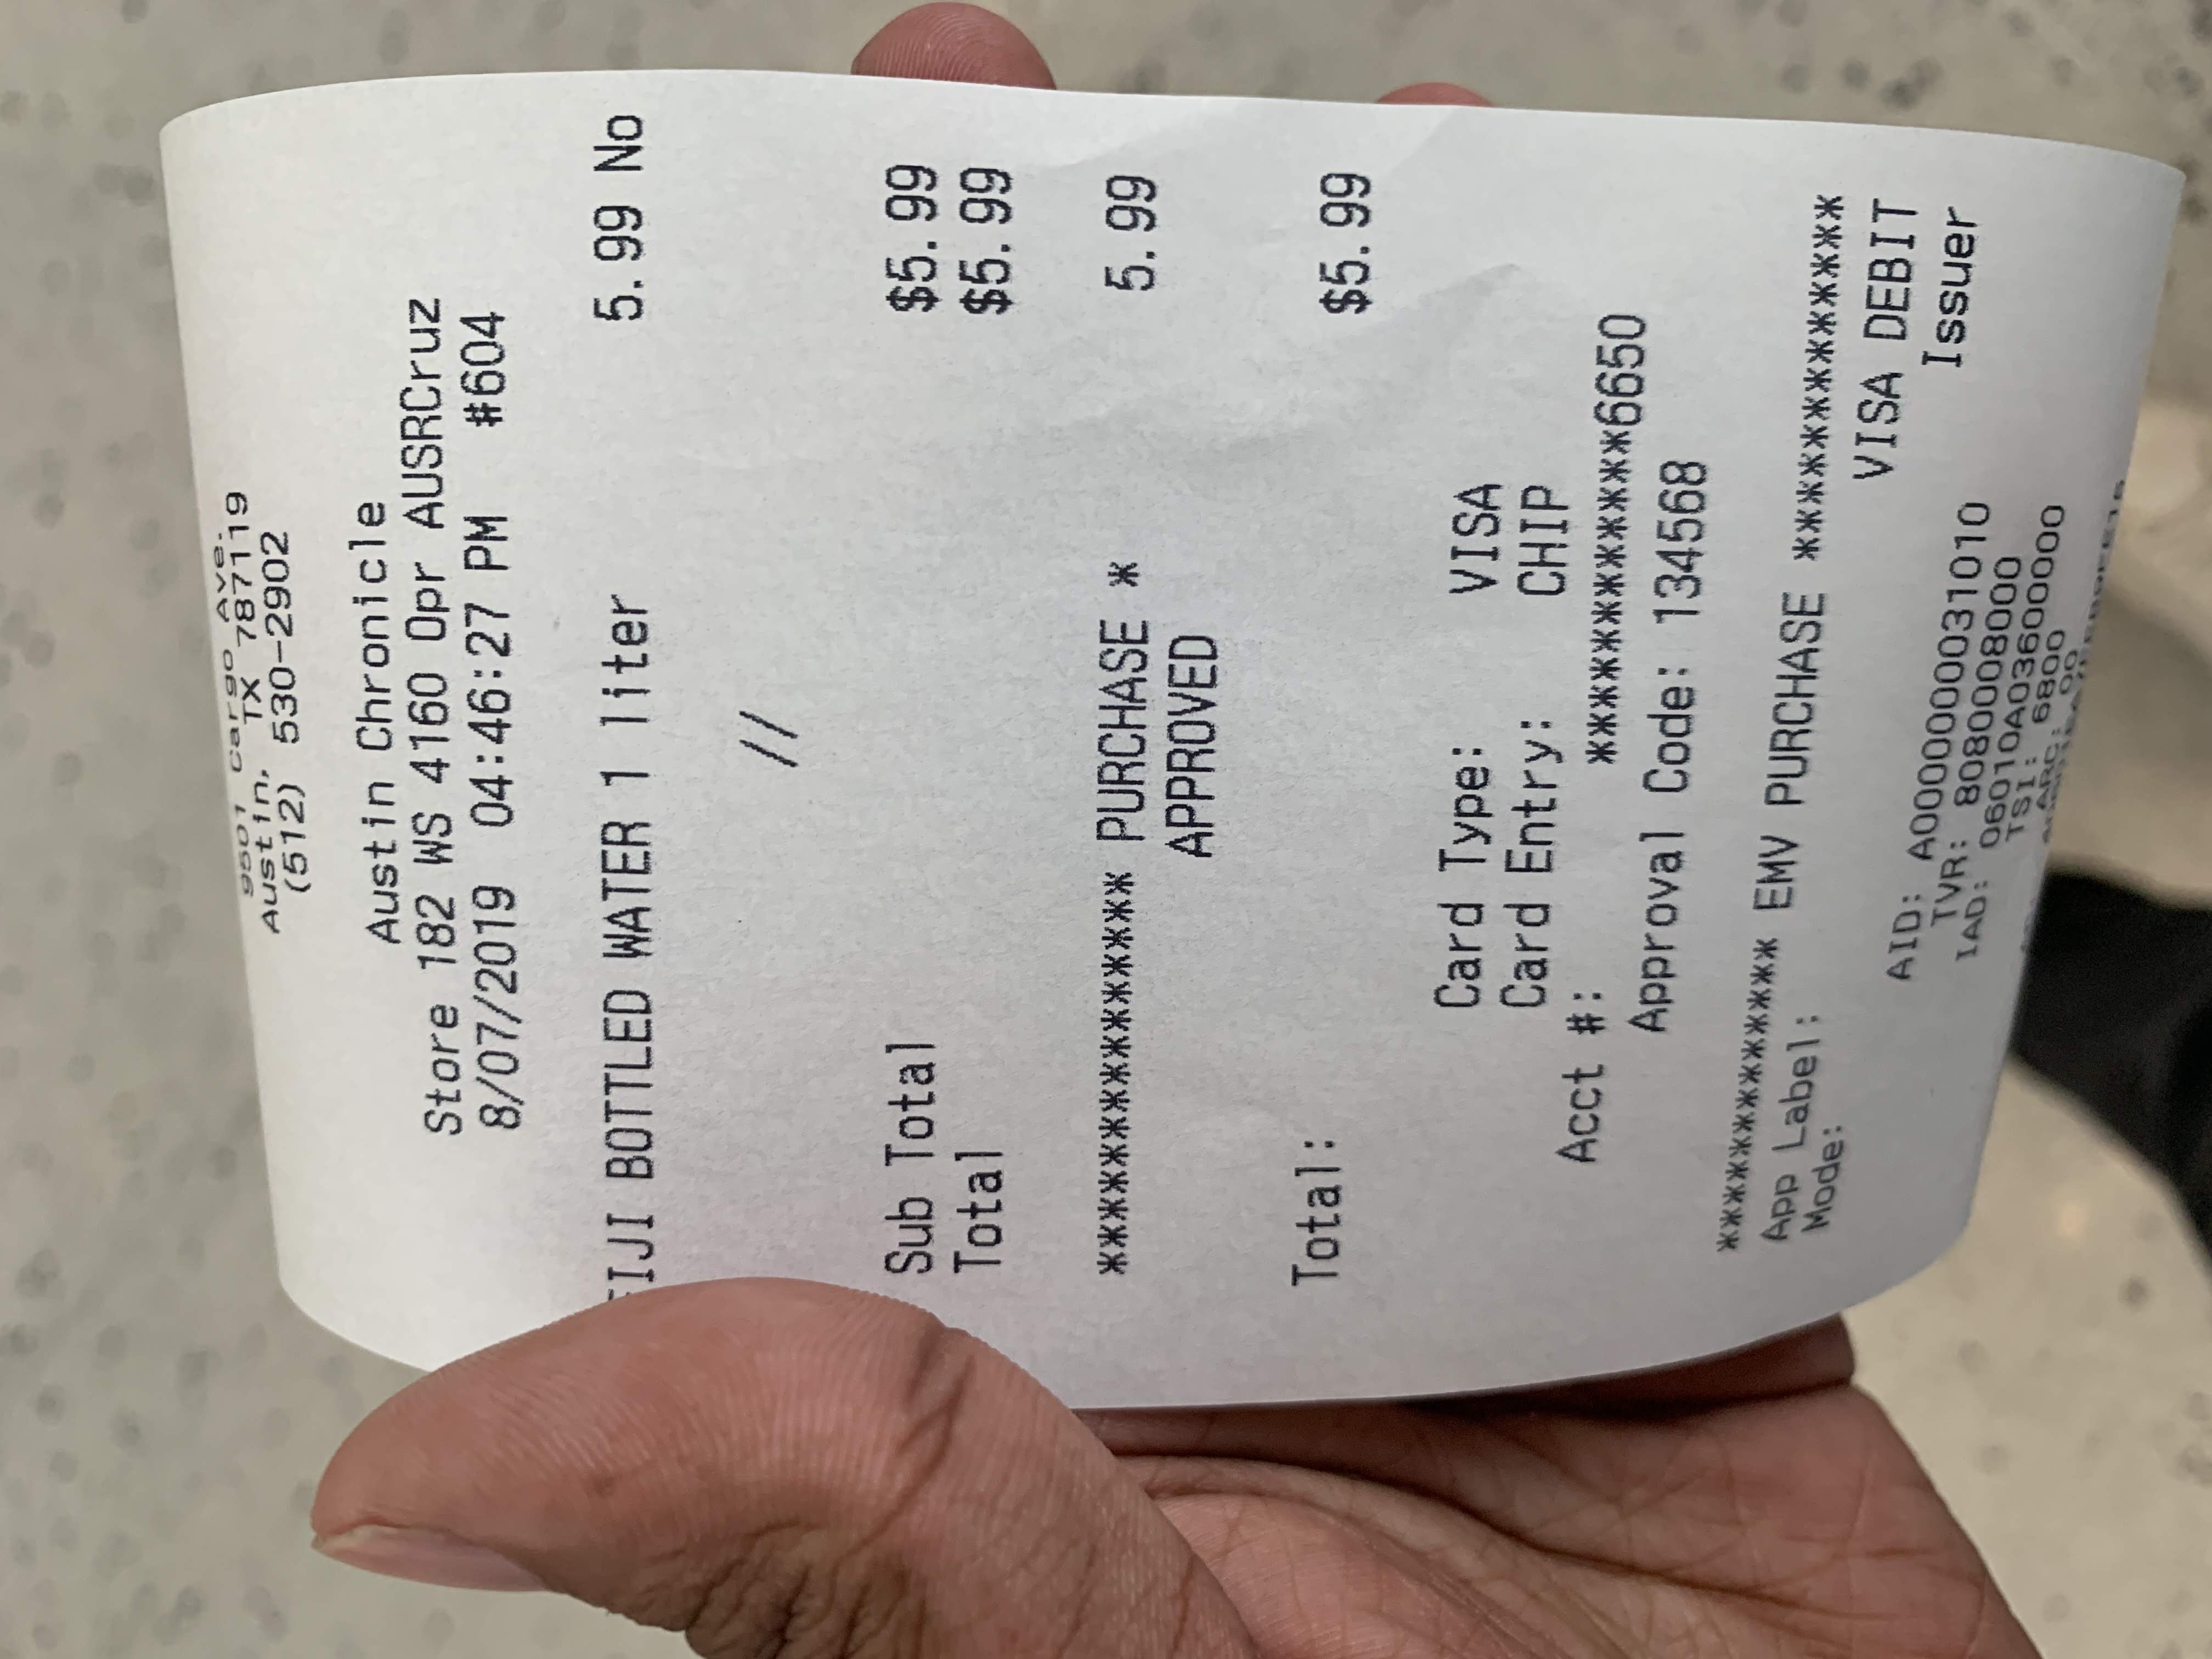 9501 Cargo Ave.
Austin, TX 787119
(512) 530-2902
Austin Chronicle
Store 182 WS 4160 Opr AUSRCruz
8/07/2019 04:46:27 PM #604
FIJI BOTTLED WATER 1 liter 5.99 No
//
Sub Total $5.99
Total $5.99
*************** PURCHASE * 5.99
APPROVED
Total: $5.99
Card Type: VISA
Card Entry: CHIP
Acct #: ************6650
Approval Code: 134568
************* EMV PURCHASE *************
App Label: VISA DEBIT
Mode: Issuer
AID: A0000000031010
TVR: 8080008000
IAD: 06010A03600000
TSI: 6800
ARC: 00